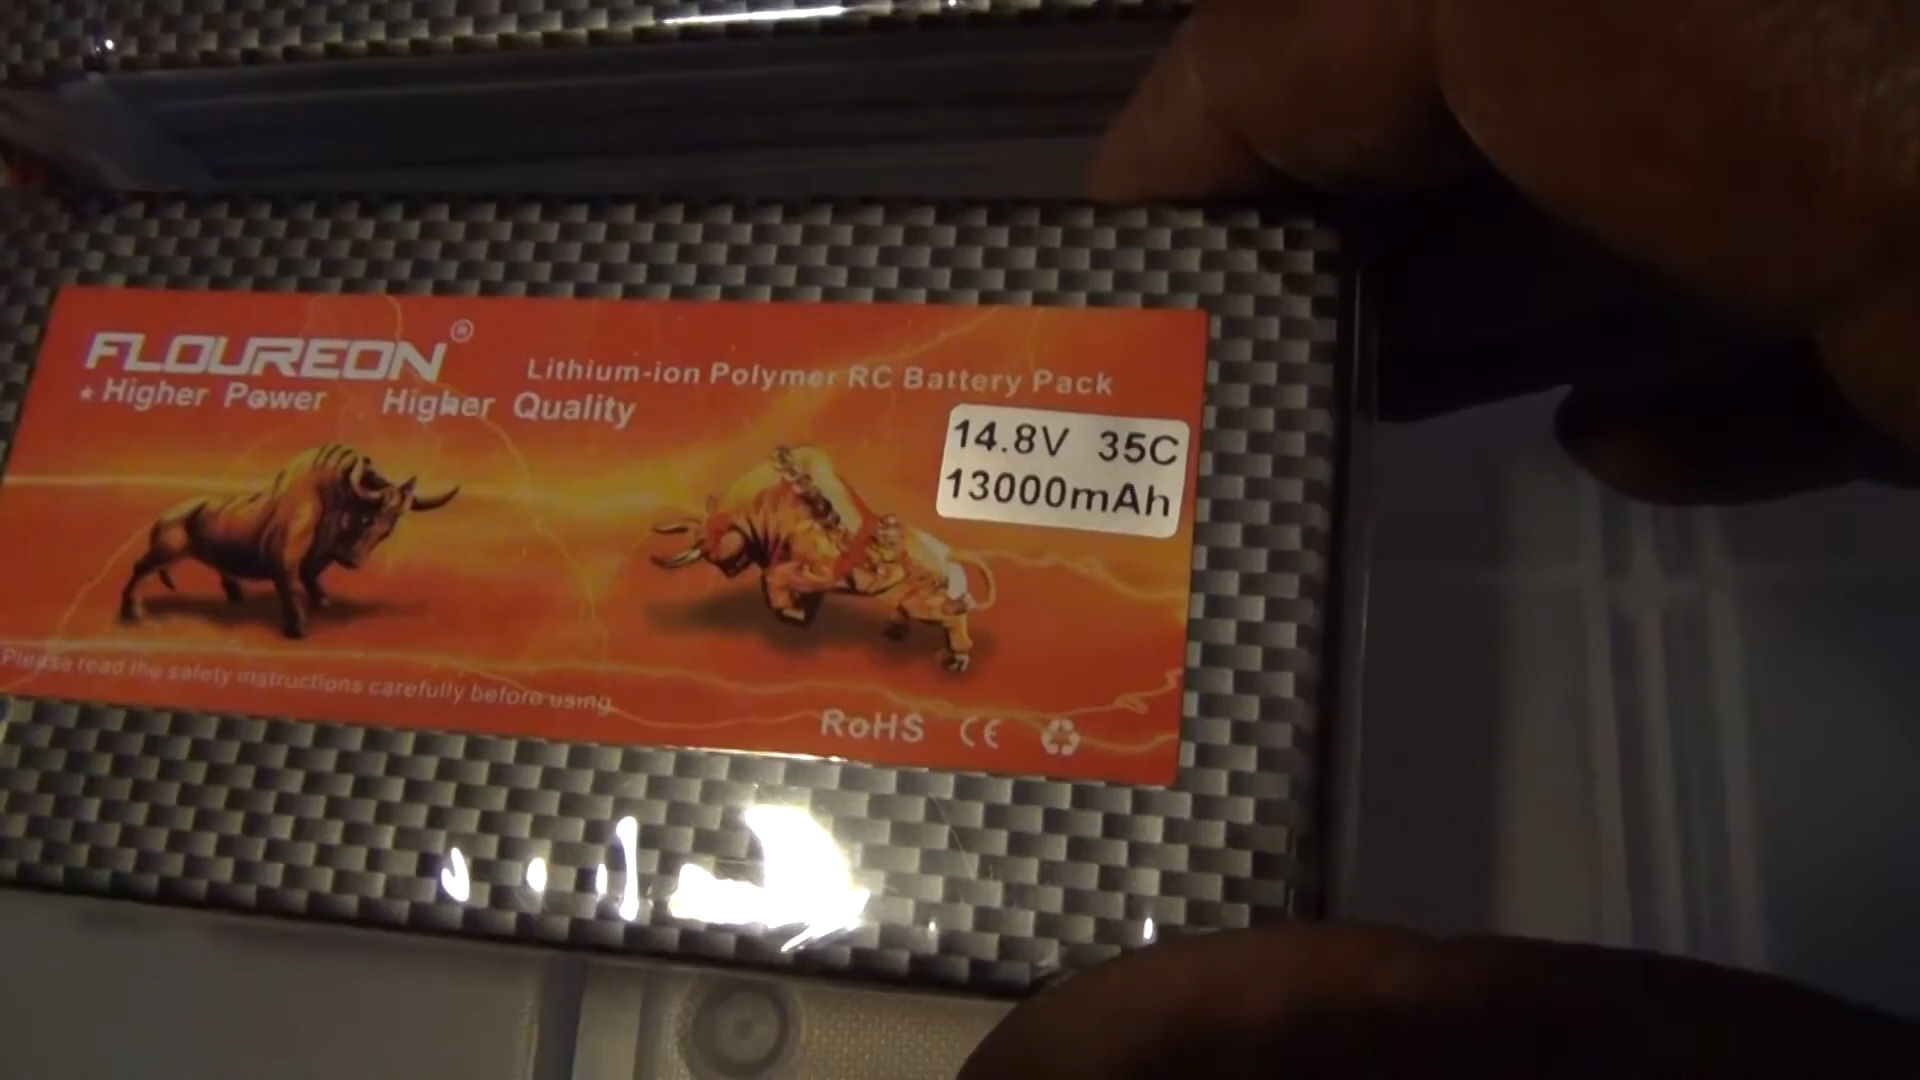 FLOUREON®
Lithium-ion Polymer RC Battery Pack
★ Higher Power Higher Quality
14.8V 35C
13000mAh
Please read the safety instructions carefully before using.
RoHS CE